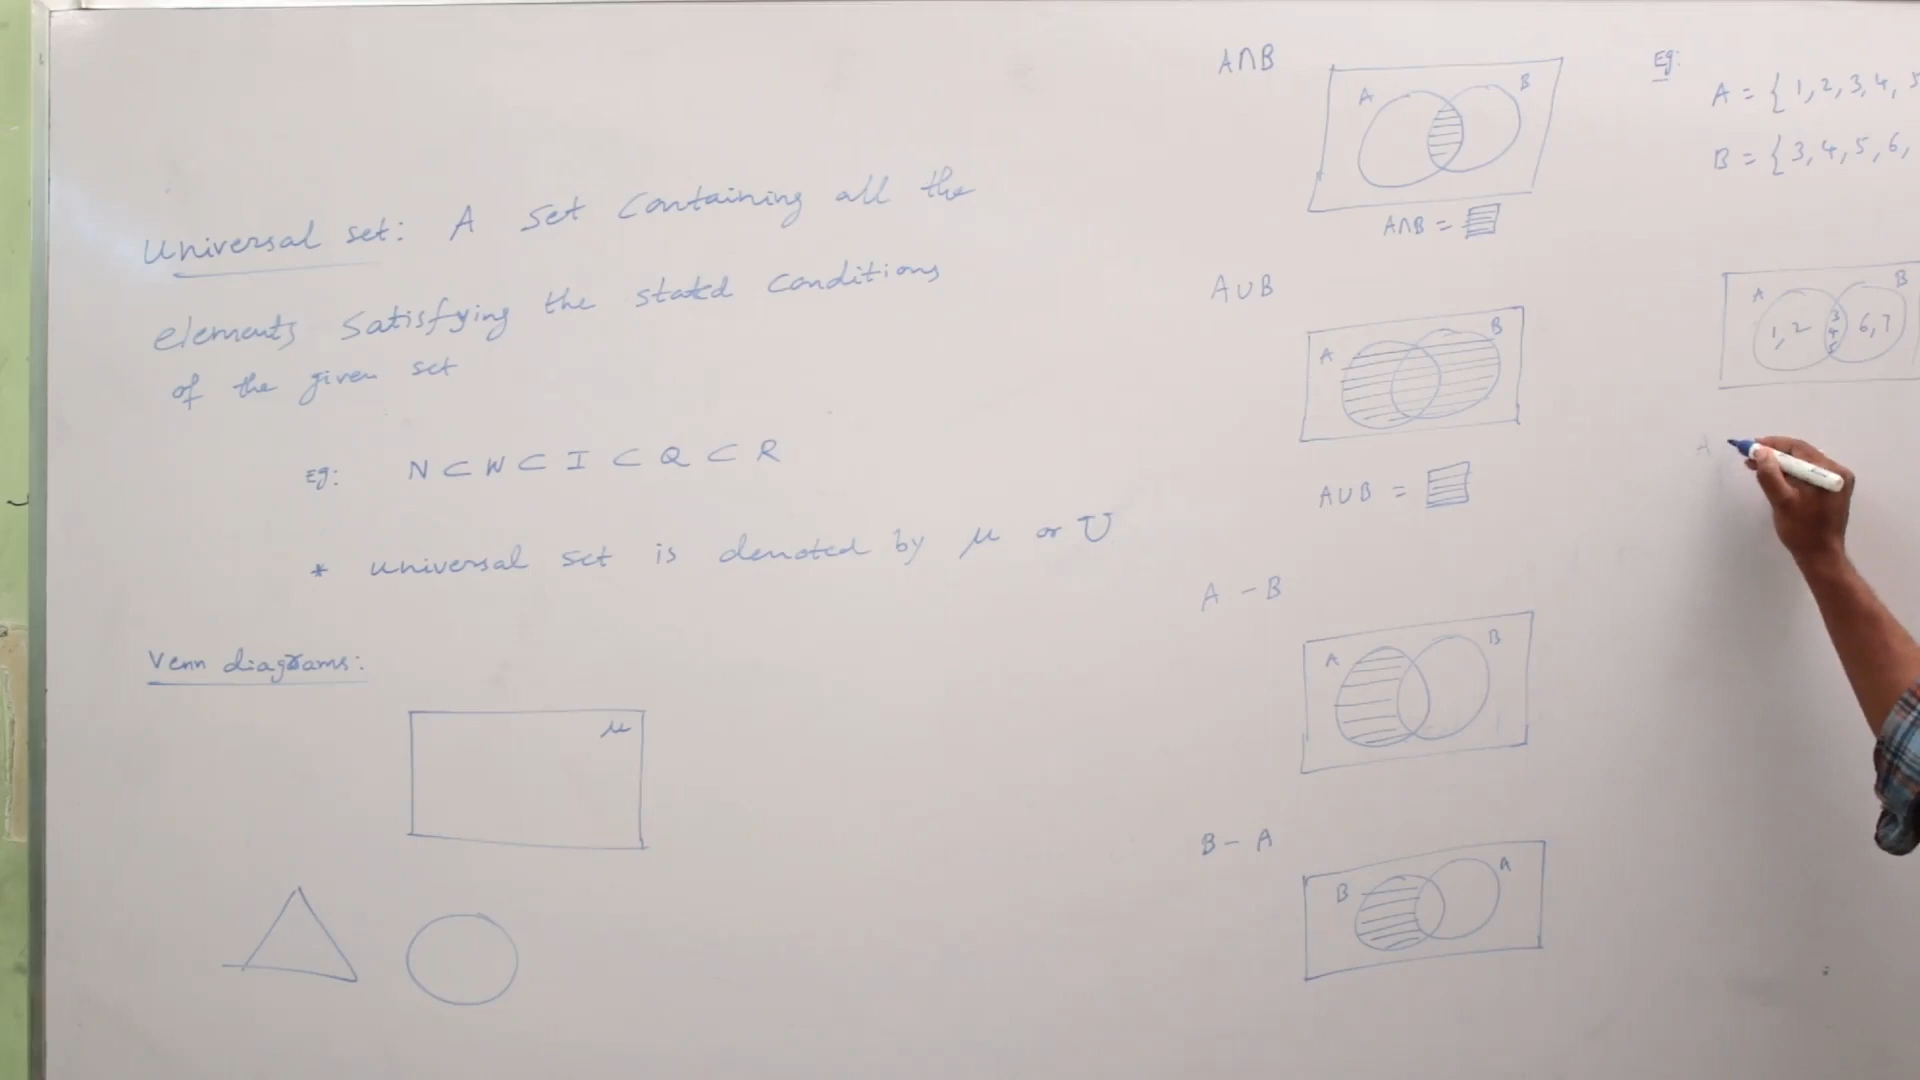 Universal set: A set containing all the
elements satisfying the stated conditions
of the given set
Eg: N ⊂ W ⊂ I ⊂ Q ⊂ R
* universal set is denoted by μ or U
Venn diagrams:
μ
A∩B
A B
A∩B =
A∪B
A B
A∪B =
A - B
A B
B - A
B A
Eg:
A = { 1, 2, 3, 4, 5
B = { 3, 4, 5, 6,
A B
1, 2 3 6, 7
4
5
A